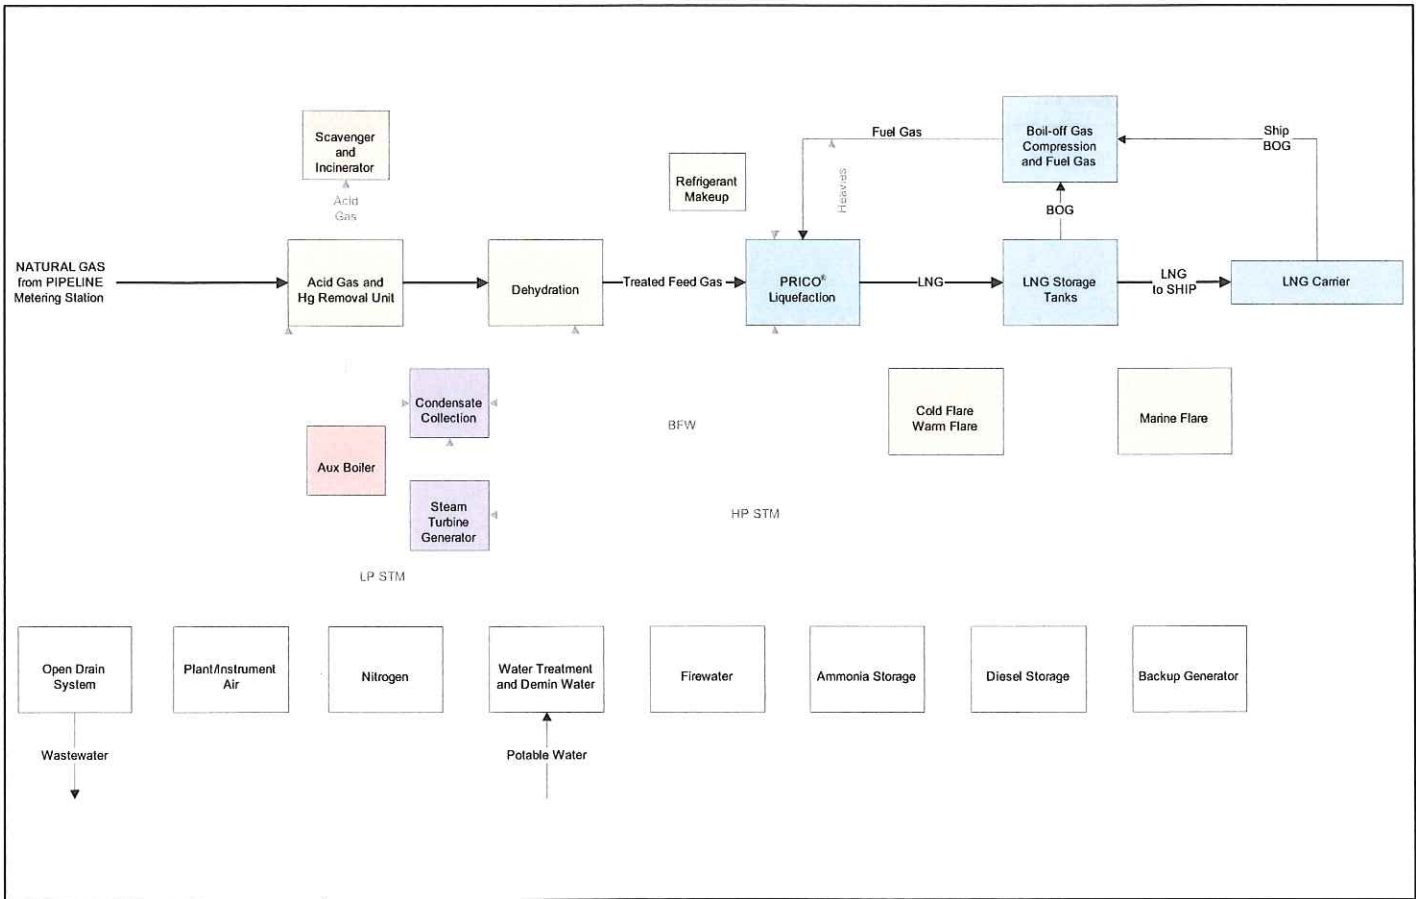 Scavenger
and
Incinerator
Acid
Gas
Refrigerant
Makeup
Fuel Gas
Heavies
Boil-off Gas
Compression
and Fuel Gas
Ship
BOG
BOG
NATURAL GAS
from PIPELINE
Metering Station
Acid Gas and
Hg Removal Unit
Dehydration
Treated Feed Gas
PRICO®
Liquefaction
LNG
LNG Storage
Tanks
LNG
to SHIP
LNG Carrier
Condensate
Collection
BFW
Cold Flare
Warm Flare
Marine Flare
Aux Boiler
Steam
Turbine
Generator
HP STM
LP STM
Open Drain
System
Plant/Instrument
Air
Nitrogen
Water Treatment
and Demin Water
Firewater
Ammonia Storage
Diesel Storage
Backup Generator
Wastewater
Potable Water